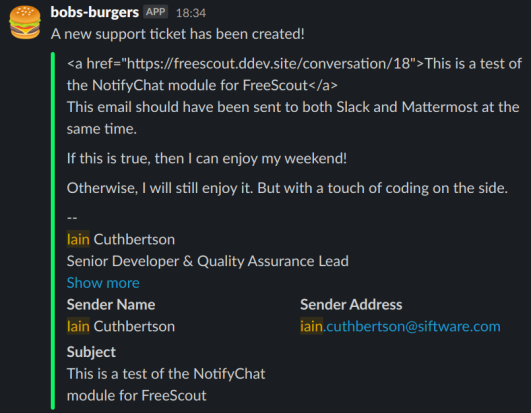 bobs-burgers APP 18:34
A new support ticket has been created!
<a href="https://freescout.ddev.site/conversation/18">This is a test of
the NotifyChat module for FreeScout</a>
This email should have been sent to both Slack and Mattermost at the
same time.
If this is true, then I can enjoy my weekend!
Otherwise, I will still enjoy it. But with a touch of coding on the side.
--
Iain Cuthbertson
Senior Developer & Quality Assurance Lead
Show more
Sender Name Sender Address
Iain Cuthbertson iain.cuthbertson@siftware.com
Subject
This is a test of the NotifyChat
module for FreeScout